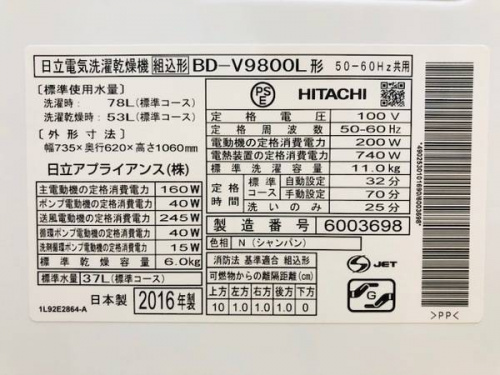 日立電気洗濯乾燥機 組込形 BD-V9800L形 50-60Hz共用
[標準使用水量]
洗濯時: 78L(標準コース)
洗濯乾燥時: 53L(標準コース)
[外形寸法]
幅735×奥行620×高さ1060mm
日立アプライアンス(株)
主電動機の定格消費電力 160W
ポンプ電動機の定格消費電力 40W
送風電動機の定格消費電力 245W
循環ポンプ電動機の定格消費電力 40W
洗剤循環ポンプ電動機の定格消費電力 15W
標準乾燥容量 6.0kg
標準水量 37L(標準コース)
日本製 2016年製
1L92E2864-A
PS
E
HITACHI
定格電圧 100V
定格周波数 50-60Hz
電動機の定格消費電力 200W
電熱装置の定格消費電力 740W
標準洗濯容量 11.0kg
定格時間 自動設定 32分
手動設定 70分
洗いのみ 25分
製造番号 6003698
色相 N(シャンパン)
消防法 基準適合 組込形
可燃物からの離隔距離(cm)
上方 左方 右方 前方 後方 下方
10 1.0 1.0 0 1.0 0
S JET
G
>PP<